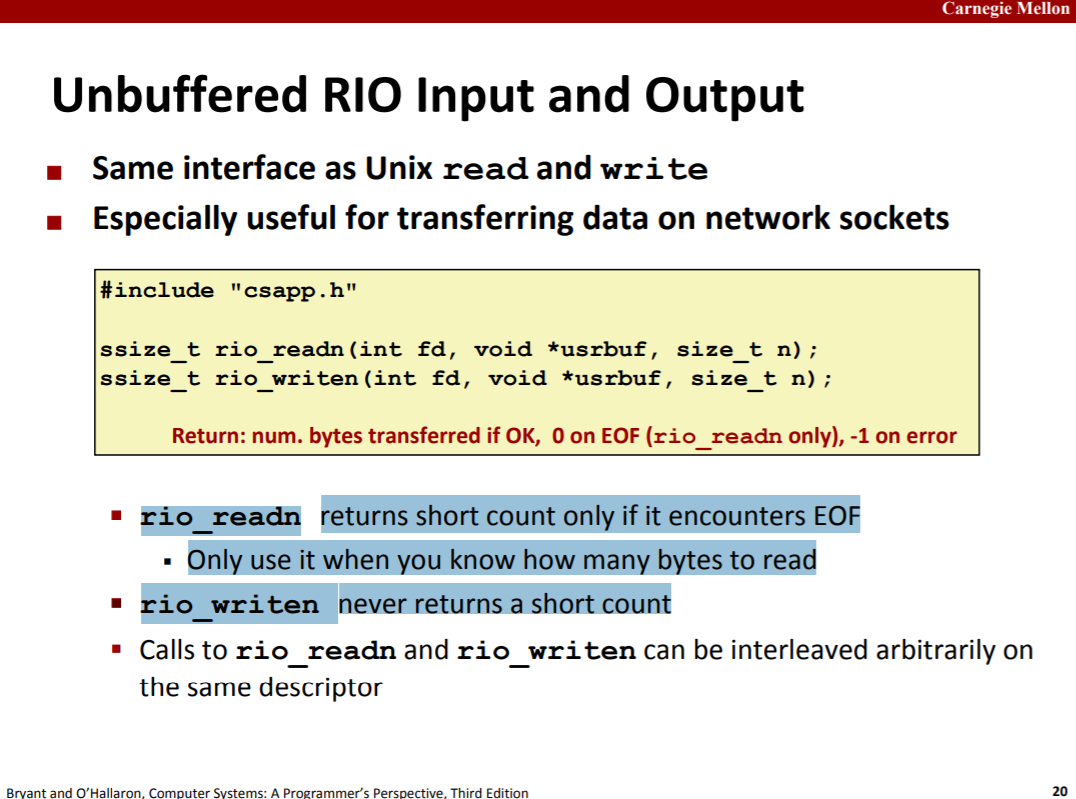 Carnegie Mellon
Unbuffered RIO Input and Output
Same interface as Unix read and write
Especially useful for transferring data on network sockets
#include "csapp.h"
ssize_t rio_readn(int fd, void *usrbuf, size_t n);
ssize_t rio_writen(int fd, void *usrbuf, size_t n);
Return: num. bytes transferred if OK, 0 on EOF (rio_readn only), -1 on error
rio_readn returns short count only if it encounters EOF
Only use it when you know how many bytes to read
rio_writen never returns a short count
Calls to rio_readn and rio_writen can be interleaved arbitrarily on
the same descriptor
Bryant and O'Hallaron, Computer Systems: A Programmer's Perspective, Third Edition
20